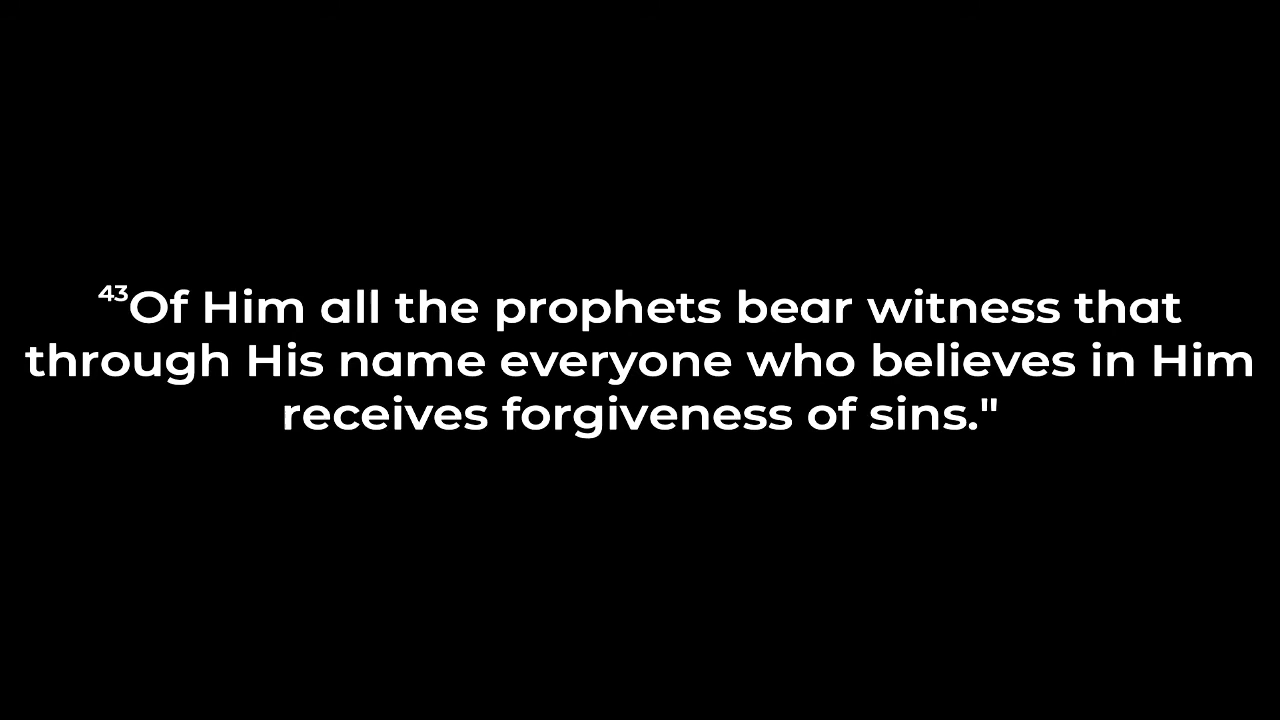 ⁴³Of Him all the prophets bear witness that
through His name everyone who believes in Him
receives forgiveness of sins."